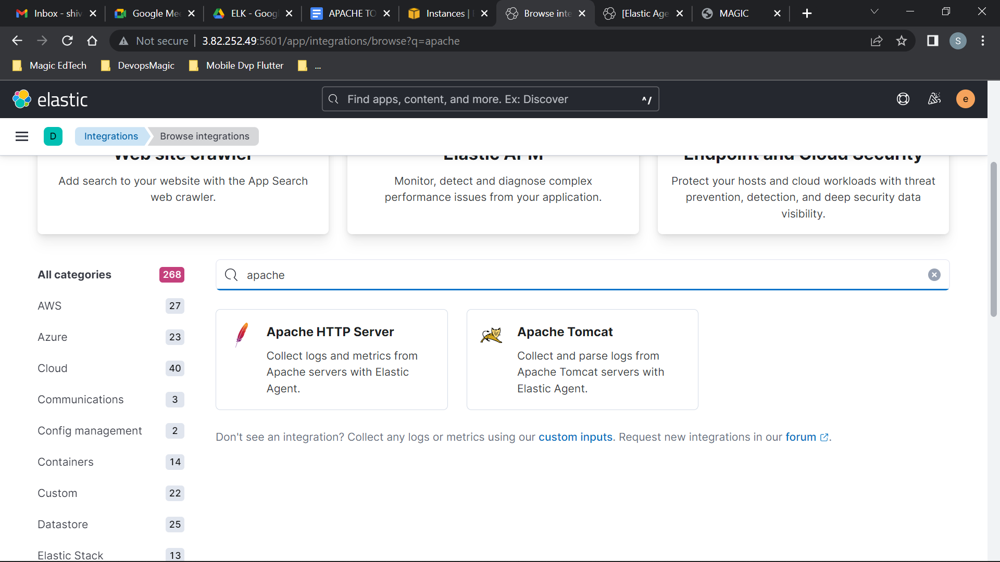 Inbox - shiv
Google Mee
ELK - Goog
APACHE TO
Instances |
Browse inte
[Elastic Age
MAGIC
Not secure
3.82.252.49:5601/app/integrations/browse?q=apache
S
Magic EdTech
DevopsMagic
Mobile Dvp Flutter
...
elastic
Find apps, content, and more. Ex: Discover
^/
e
D
Integrations
Browse integrations
Web site crawler
Add search to your website with the App Search
web crawler.
Elastic APM
Monitor, detect and diagnose complex
performance issues from your application.
Endpoint and Cloud Security
Protect your hosts and cloud workloads with threat
prevention, detection, and deep security data
visibility.
All categories 268
AWS 27
Azure 23
Cloud 40
Communications 3
Config management 2
Containers 14
Custom 22
Datastore 25
Elastic Stack 13
apache
Apache HTTP Server
Collect logs and metrics from
Apache servers with Elastic
Agent.
Apache Tomcat
Collect and parse logs from
Apache Tomcat servers with
Elastic Agent.
Don't see an integration? Collect any logs or metrics using our custom inputs. Request new integrations in our forum.